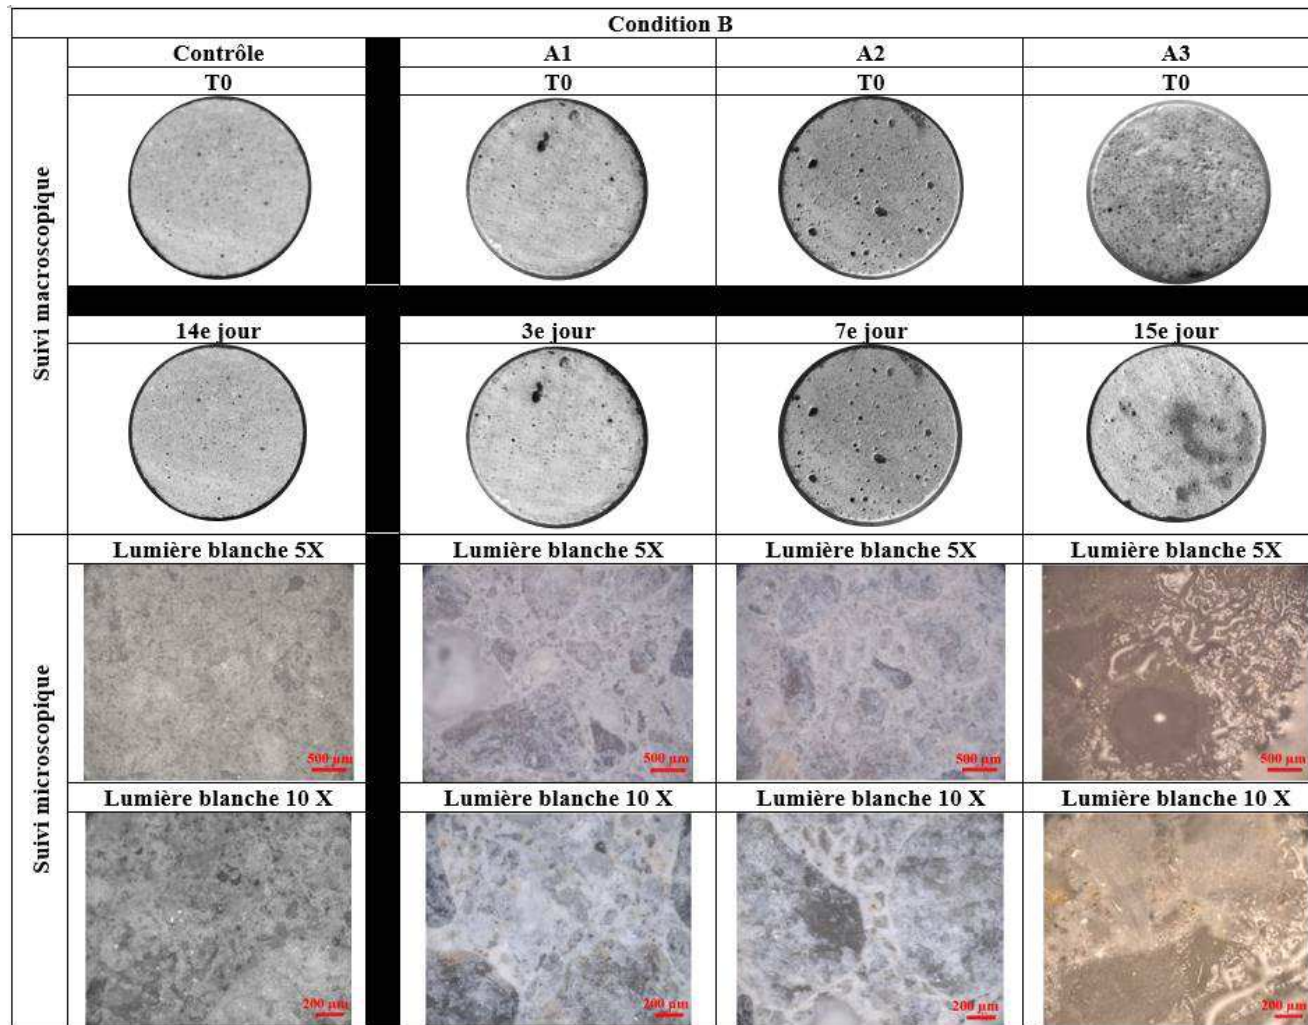 Condition B
Contrôle A1 A2 A3
T0 T0 T0 T0
Suivi macroscopique
14e jour 3e jour 7e jour 15e jour
Lumière blanche 5X Lumière blanche 5X Lumière blanche 5X Lumière blanche 5X
500 µm 500 µm 500 µm 500 µm
Suivi microscopique
Lumière blanche 10 X Lumière blanche 10 X Lumière blanche 10 X Lumière blanche 10 X
200 µm 200 µm 200 µm 200 µm